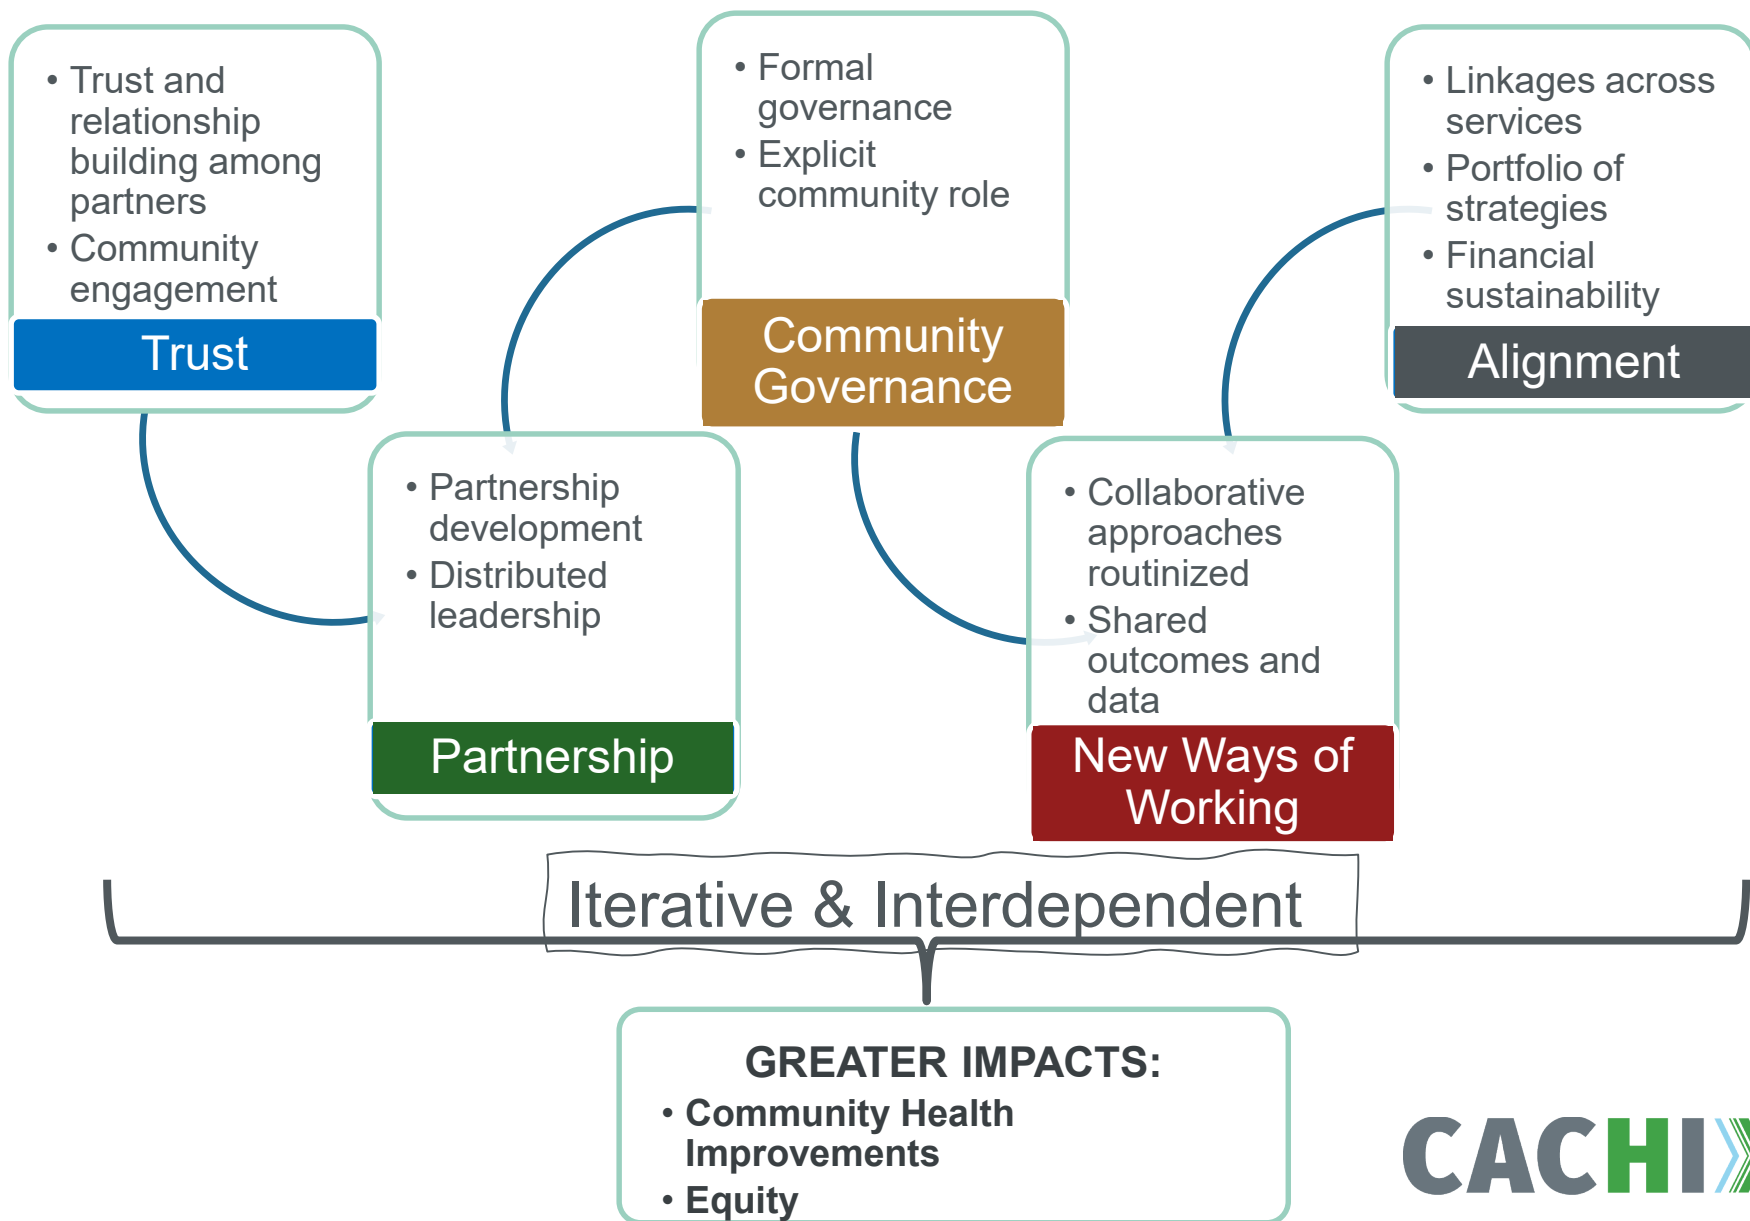 • Trust and
relationship
building among
partners
• Community
engagement
Trust
• Partnership
development
• Distributed
leadership
Partnership
• Formal
governance
• Explicit
community role
Community
Governance
• Collaborative
approaches
routinized
• Shared
outcomes and
data
New Ways of
Working
• Linkages across
services
• Portfolio of
strategies
• Financial
sustainability
Alignment
Iterative & Interdependent
GREATER IMPACTS:
• Community Health
Improvements
• Equity
CACHI